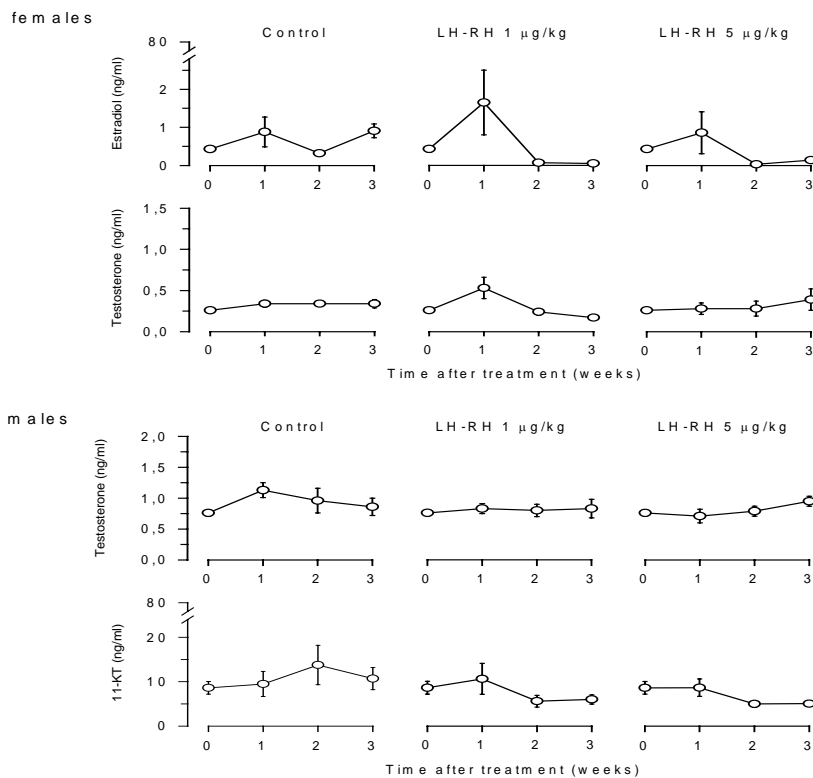 females
Control LH-RH 1 μg/kg LH-RH 5 μg/kg
80
2
1
0
Estradiol (ng/ml)
0 1 2 3 0 1 2 3 0 1 2 3
1,5
1,0
0,5
0,0
Testosterone (ng/ml)
0 1 2 3 0 1 2 3 0 1 2 3
Time after treatment (weeks)
males
Control LH-RH 1 μg/kg LH-RH 5 μg/kg
2,0
1,5
1,0
0,5
0,0
Testosterone (ng/ml)
0 1 2 3 0 1 2 3 0 1 2 3
80
20
10
0
11-KT (ng/ml)
0 1 2 3 0 1 2 3 0 1 2 3
Time after treatment (weeks)